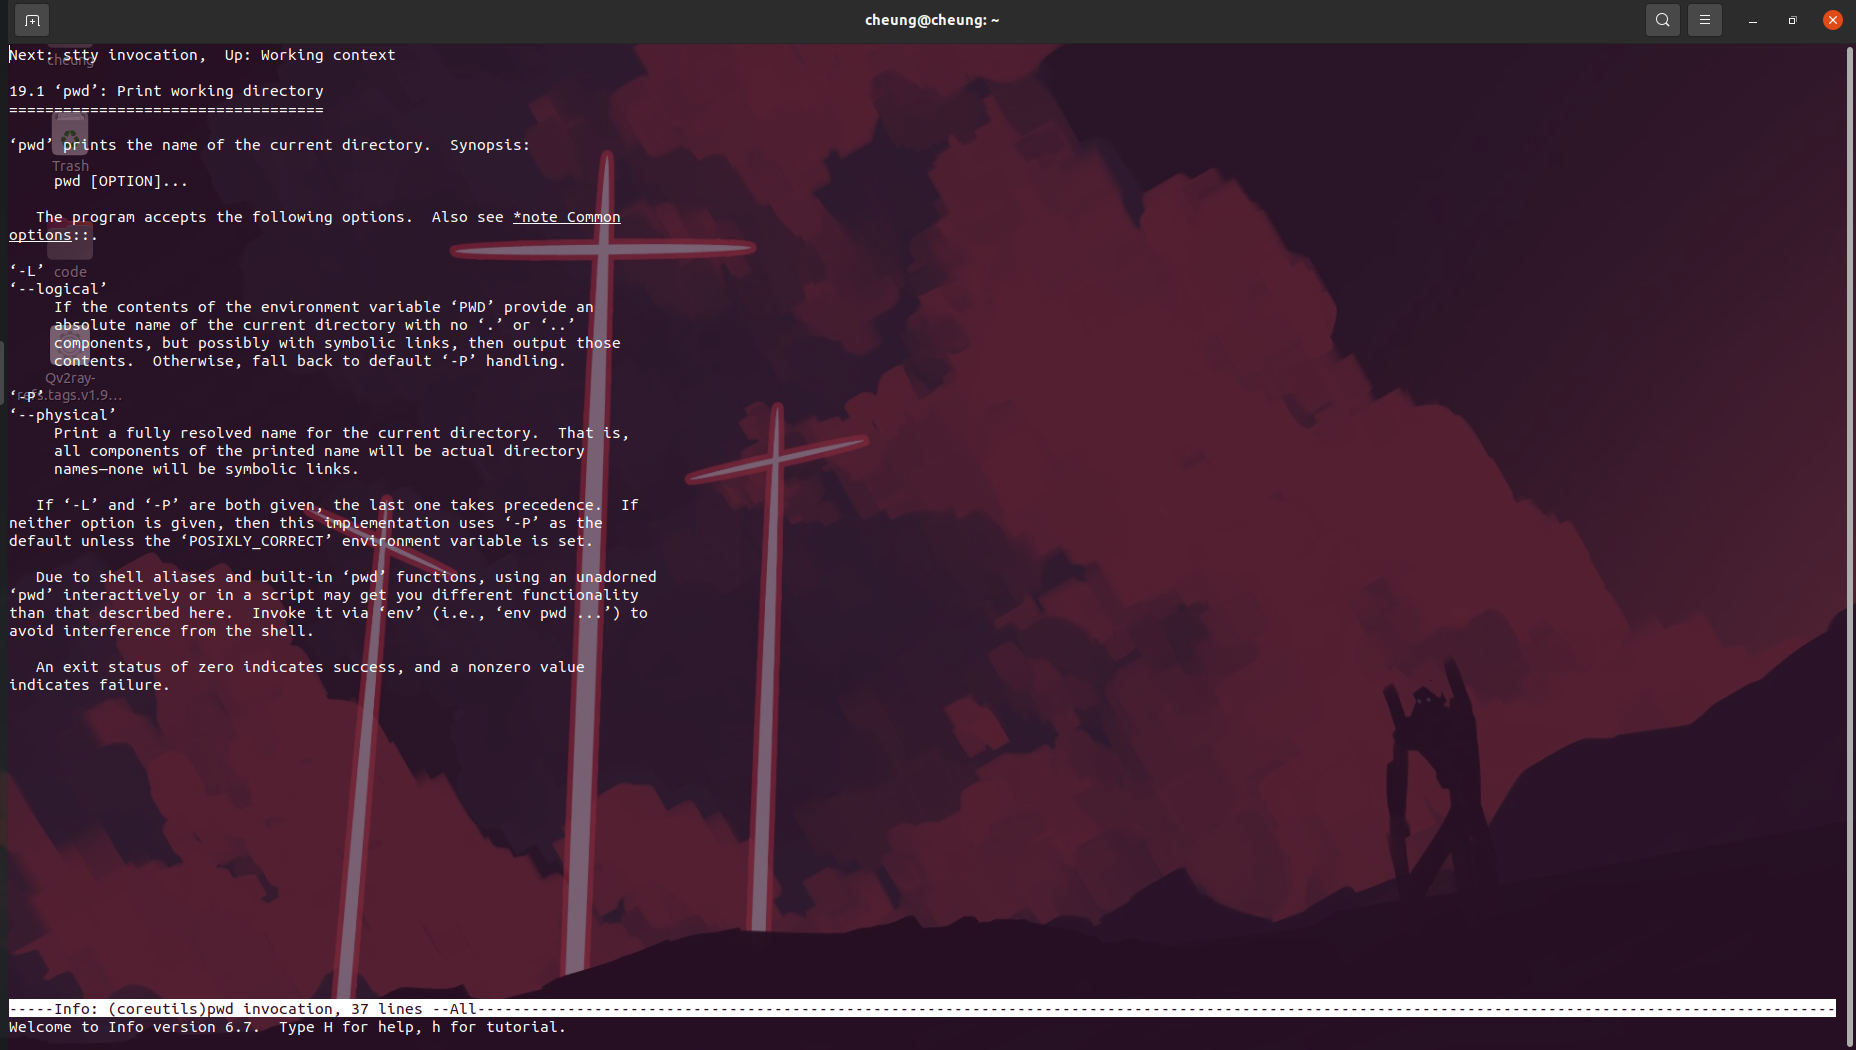 cheung@cheung: ~
Next: stty invocation,  Up: Working context
cheung
19.1 ‘pwd’: Print working directory
===================================
‘pwd’ prints the name of the current directory.  Synopsis:
Trash
pwd [OPTION]...
The program accepts the following options.  Also see *note Common
options::.
‘-L’
code
‘--logical’
If the contents of the environment variable ‘PWD’ provide an
absolute name of the current directory with no ‘.’ or ‘..’
components, but possibly with symbolic links, then output those
contents.  Otherwise, fall back to default ‘-P’ handling.
Qv2ray-
refs.tags.v1.9...
‘-P’
‘--physical’
Print a fully resolved name for the current directory.  That is,
all components of the printed name will be actual directory
names—none will be symbolic links.
If ‘-L’ and ‘-P’ are both given, the last one takes precedence.  If
neither option is given, then this implementation uses ‘-P’ as the
default unless the ‘POSIXLY_CORRECT’ environment variable is set.
Due to shell aliases and built-in ‘pwd’ functions, using an unadorned
‘pwd’ interactively or in a script may get you different functionality
than that described here.  Invoke it via ‘env’ (i.e., ‘env pwd ...’) to
avoid interference from the shell.
An exit status of zero indicates success, and a nonzero value
indicates failure.
-----Info: (coreutils)pwd invocation, 37 lines --All-------------------------------------------------------------------------------------------------------------------------------------------------------
Welcome to Info version 6.7.  Type H for help, h for tutorial.